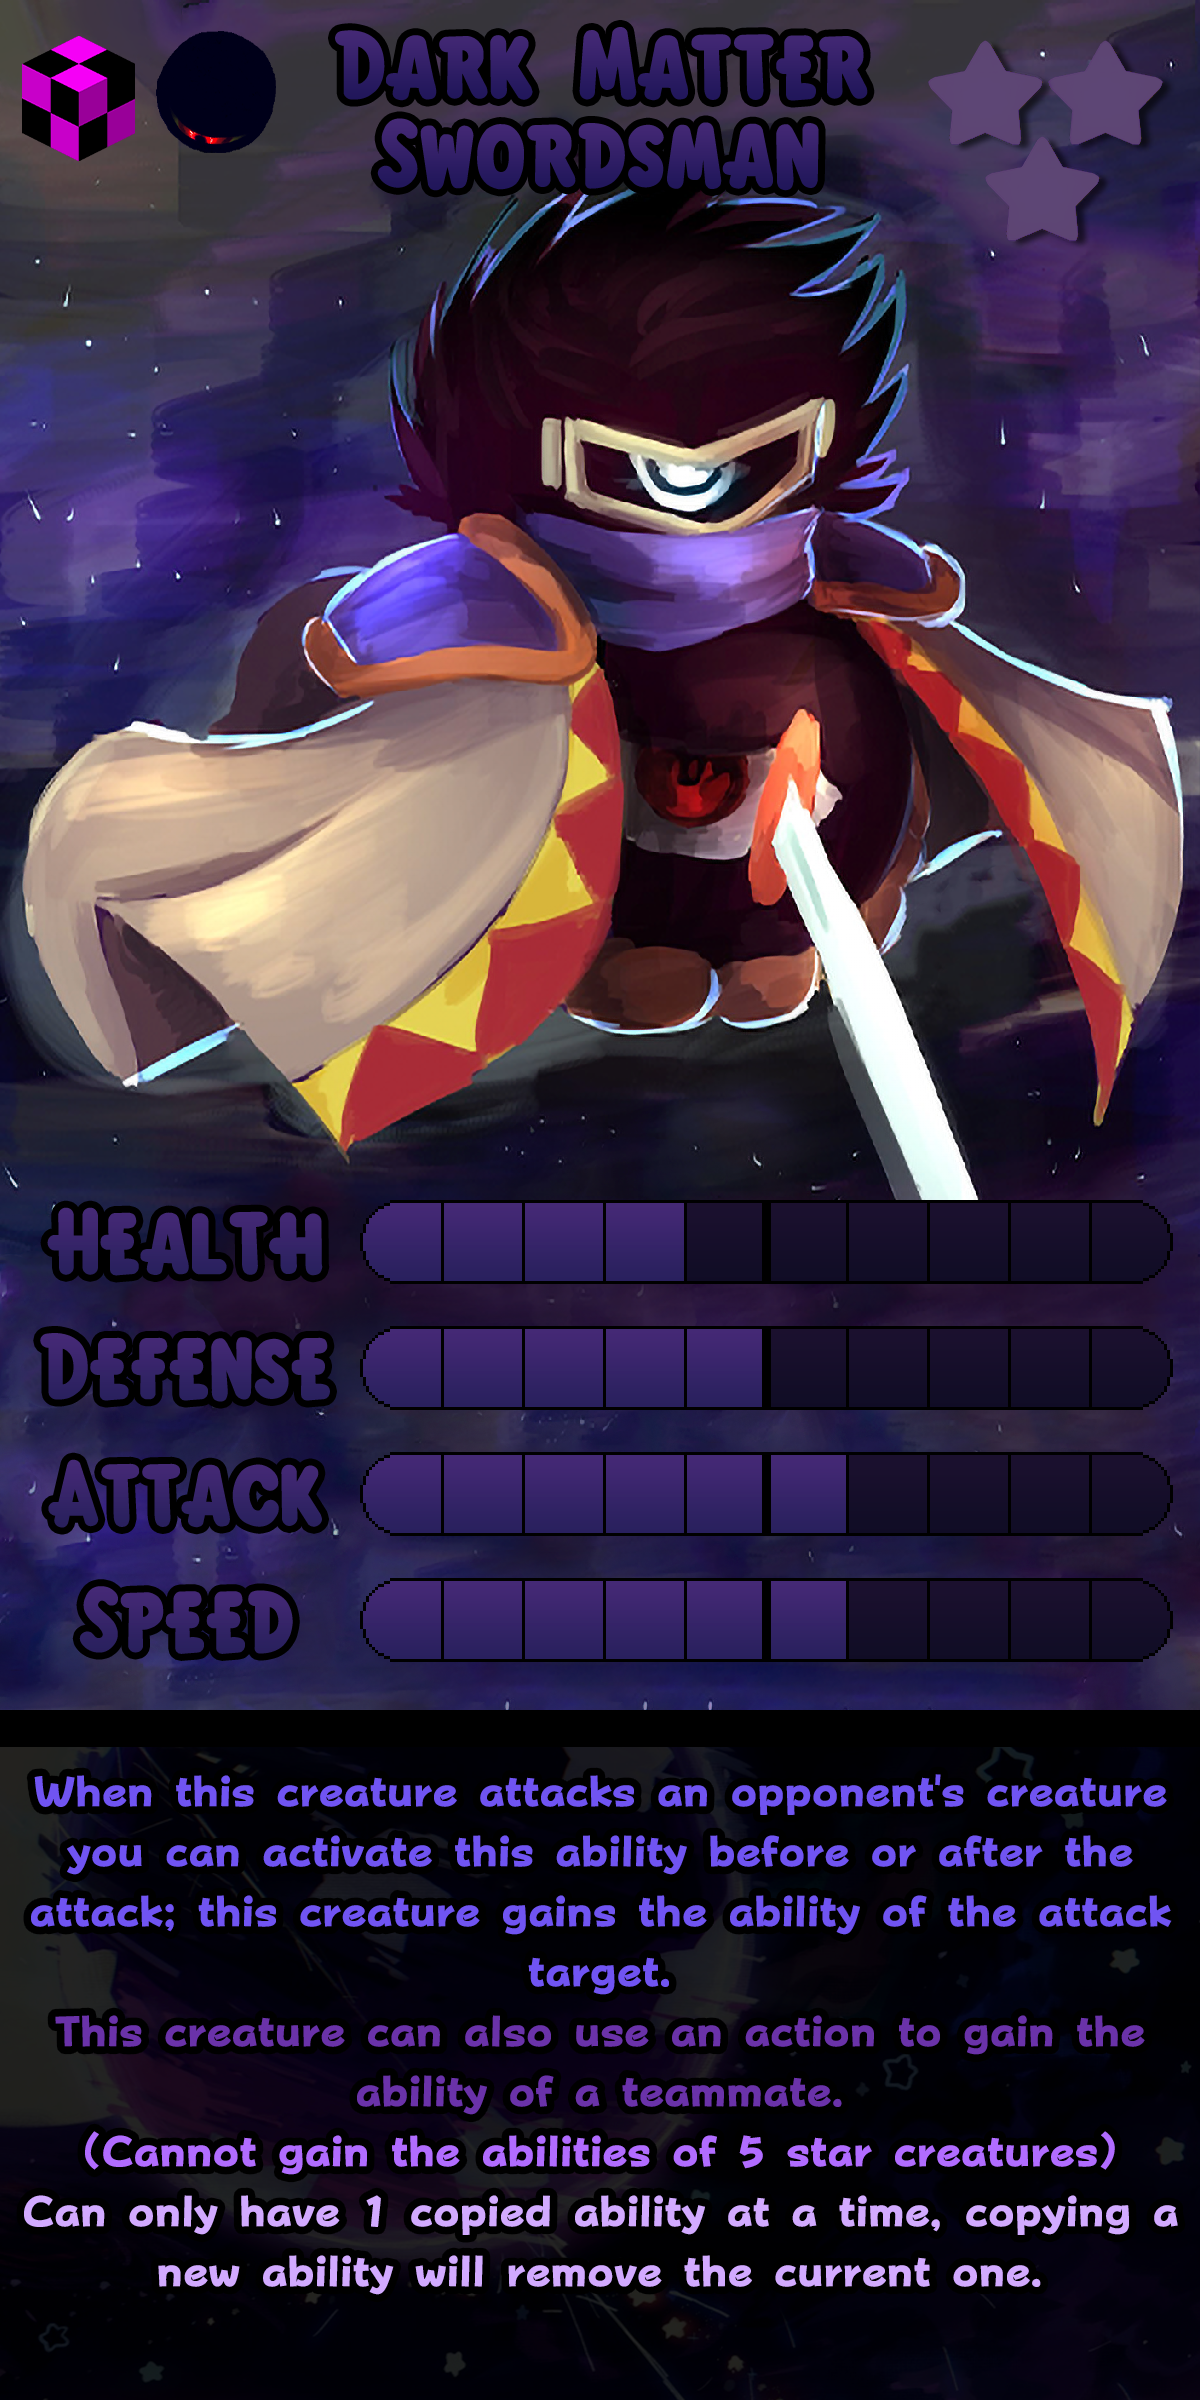 Dark Matter
Swordsman
Health
Defense
Attack
Speed
When this creature attacks an opponent's creature
you can activate this ability before or after the
attack; this creature gains the ability of the attack
target.
This creature can also use an action to gain the
ability of a teammate.
(Cannot gain the abilities of 5 star creatures)
Can only have 1 copied ability at a time, copying a
new ability will remove the current one.